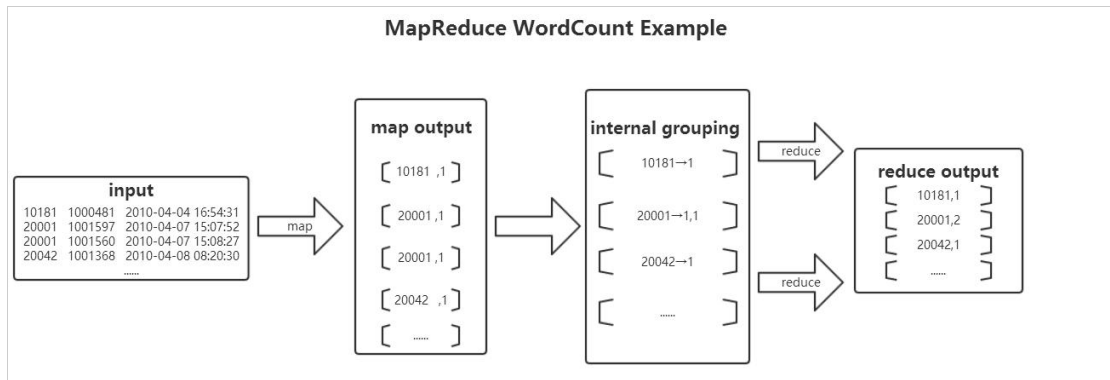 MapReduce WordCount Example
input
10181 1000481 2010-04-04 16:54:31
20001 1001597 2010-04-07 15:07:52
20001 1001560 2010-04-07 15:08:27
20042 1001368 2010-04-08 08:20:30
......
map
map output
[ 10181 ,1 ]
[ 20001 ,1 ]
[ 20001 ,1 ]
[ 20042 ,1 ]
[ ...... ]
internal grouping
[ 10181→1 ]
[ 20001→1,1 ]
[ 20042→1 ]
[ ...... ]
reduce
reduce
reduce output
[ 10181,1 ]
[ 20001,2 ]
[ 20042,1 ]
[ ...... ]